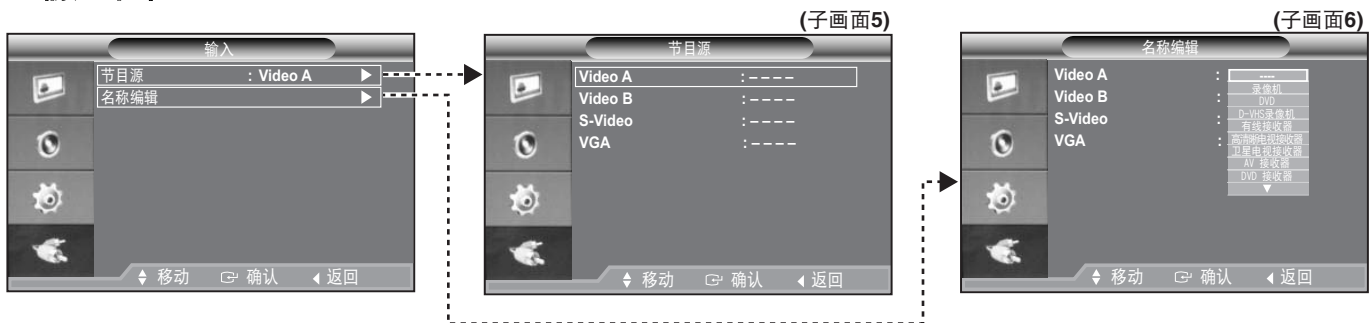 (子画面5)
(子画面6)
输入
节目源 : Video A ▶
名称编辑 ▶
移动 确认 返回
节目源
Video A :----
Video B :----
S-Video :----
VGA :----
移动 确认 返回
名称编辑
Video A : ----
Video B :
S-Video :
VGA :
录像机
DVD
D-VHS录像机
有线接收器
高清晰电视接收器
卫星电视接收器
AV 接收器
DVD 接收器
▼
移动 确认 返回